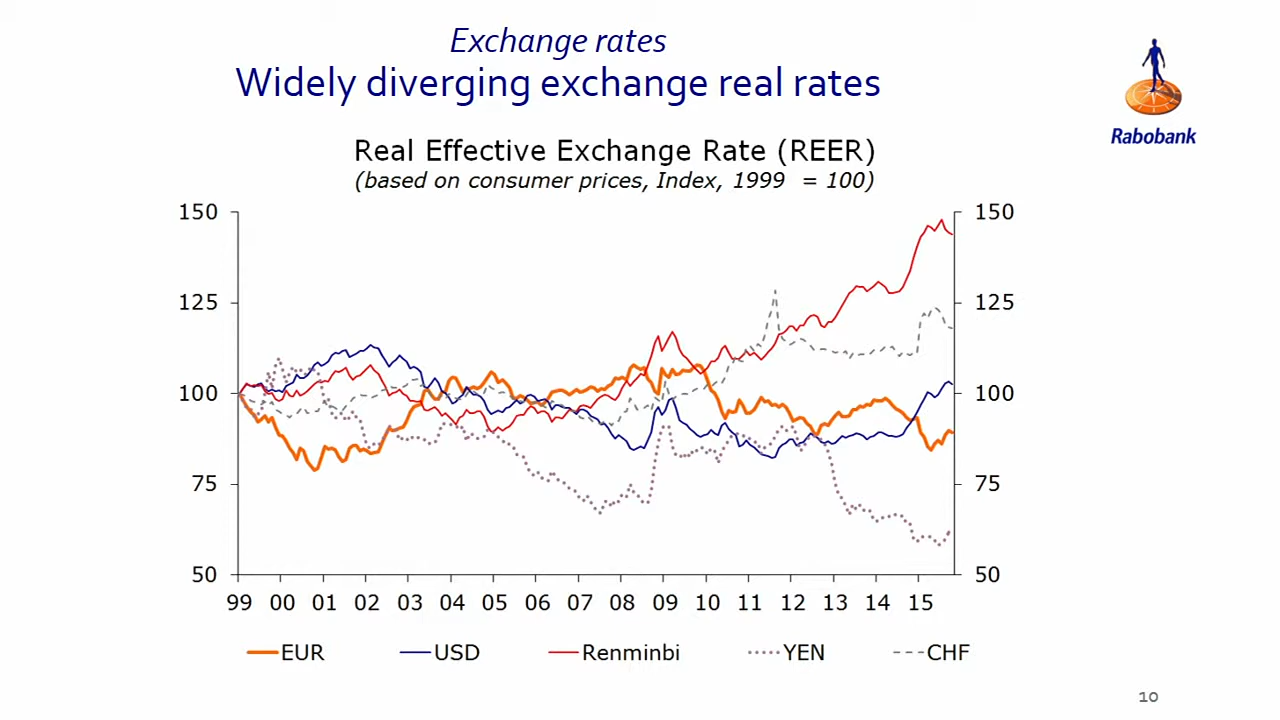 Exchange rates
Widely diverging exchange real rates
Rabobank
Real Effective Exchange Rate (REER)
(based on consumer prices, Index, 1999 = 100)
150 150
125 125
100 100
75 75
50 50
99 00 01 02 03 04 05 06 07 08 09 10 11 12 13 14 15
EUR USD Renminbi YEN CHF
10